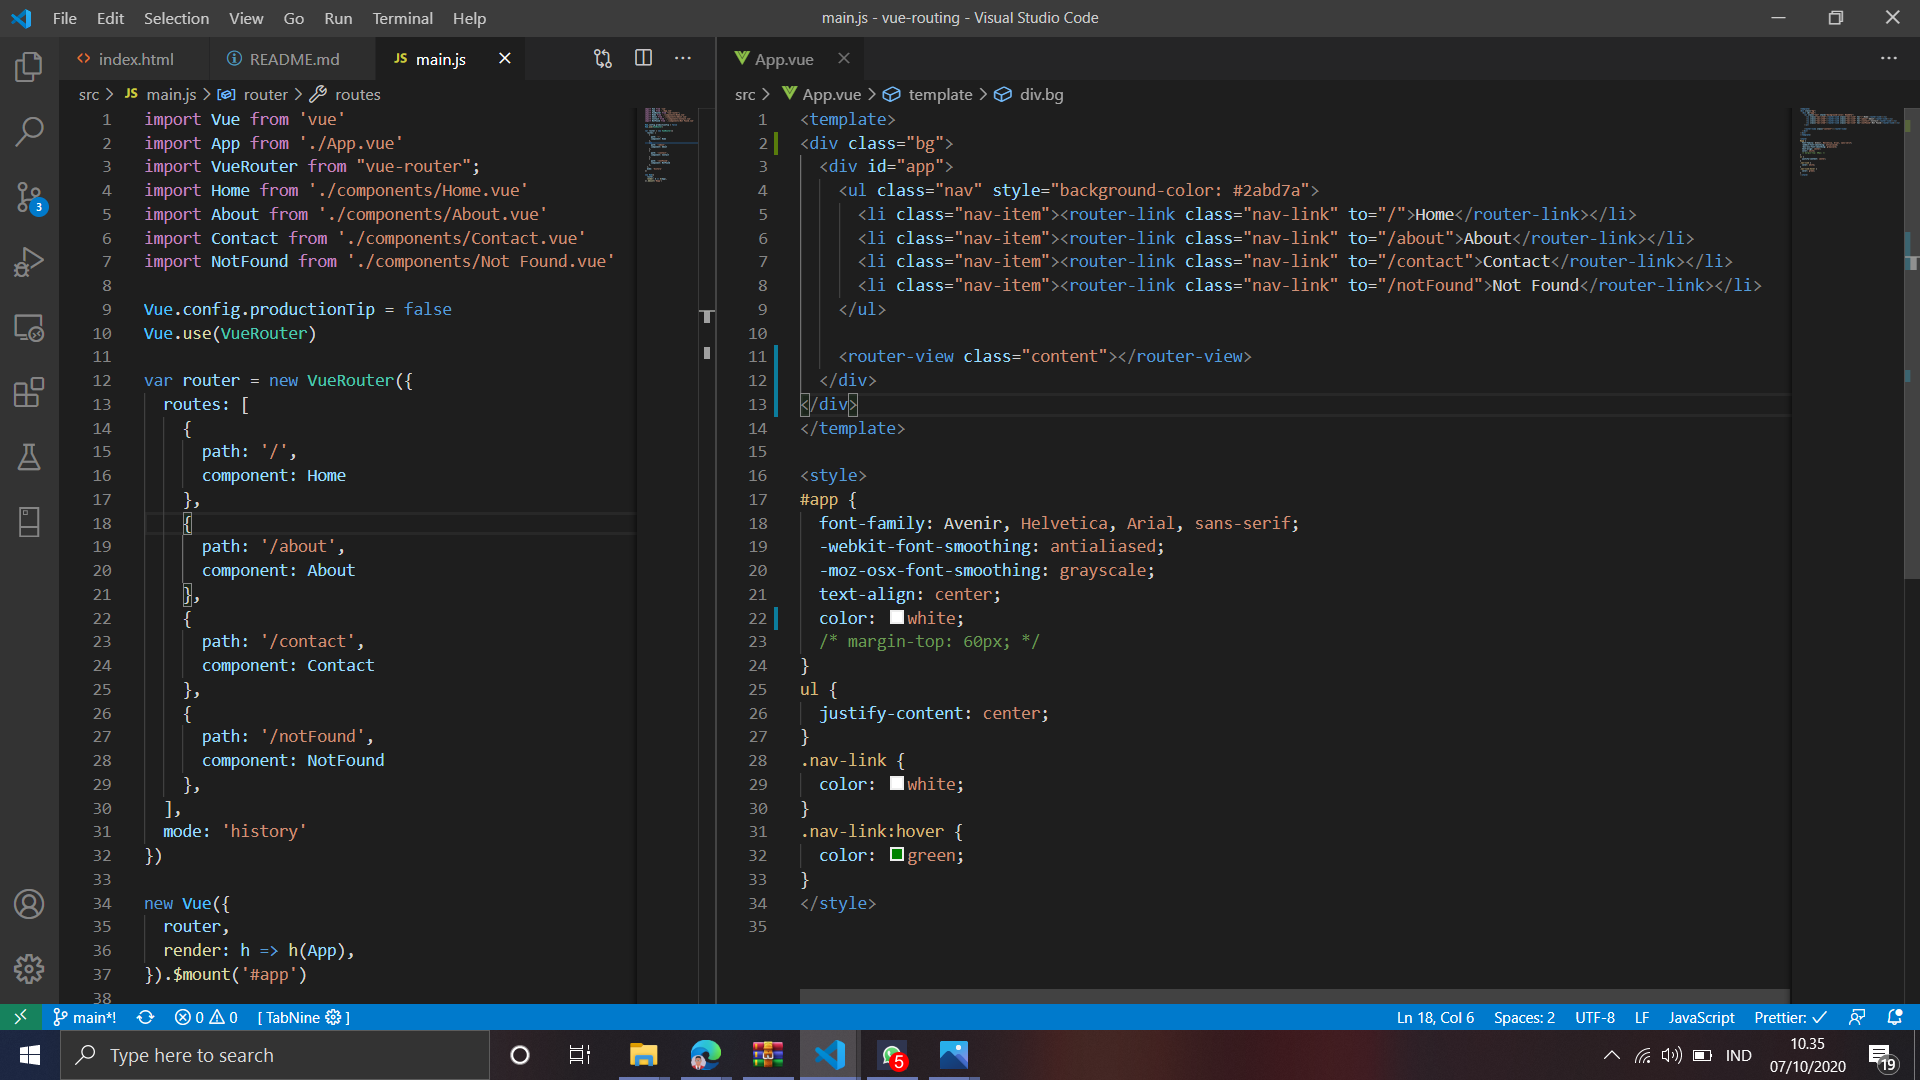 File Edit Selection View Go Run Terminal Help
main.js - vue-routing - Visual Studio Code
index.html README.md JS main.js
src > JS main.js > router > routes
1 import Vue from 'vue'
2 import App from './App.vue'
3 import VueRouter from "vue-router";
4 import Home from './components/Home.vue'
5 import About from './components/About.vue'
6 import Contact from './components/Contact.vue'
7 import NotFound from './components/Not Found.vue'
8
9 Vue.config.productionTip = false
10 Vue.use(VueRouter)
11
12 var router = new VueRouter({
13 routes: [
14 {
15 path: '/',
16 component: Home
17 },
18 {
19 path: '/about',
20 component: About
21 },
22 {
23 path: '/contact',
24 component: Contact
25 },
26 {
27 path: '/notFound',
28 component: NotFound
29 },
30 ],
31 mode: 'history'
32 })
33
34 new Vue({
35 router,
36 render: h => h(App),
37 }).$mount('#app')
38
App.vue
src > App.vue > template > div.bg
1 <template>
2 <div class="bg">
3 <div id="app">
4 <ul class="nav" style="background-color: #2abd7a">
5 <li class="nav-item"><router-link class="nav-link" to="/">Home</router-link></li>
6 <li class="nav-item"><router-link class="nav-link" to="/about">About</router-link></li>
7 <li class="nav-item"><router-link class="nav-link" to="/contact">Contact</router-link></li>
8 <li class="nav-item"><router-link class="nav-link" to="/notFound">Not Found</router-link></li>
9 </ul>
10
11 <router-view class="content"></router-view>
12 </div>
13 </div>
14 </template>
15
16 <style>
17 #app {
18 font-family: Avenir, Helvetica, Arial, sans-serif;
19 -webkit-font-smoothing: antialiased;
20 -moz-osx-font-smoothing: grayscale;
21 text-align: center;
22 color: white;
23 /* margin-top: 60px; */
24 }
25 ul {
26 justify-content: center;
27 }
28 .nav-link {
29 color: white;
30 }
31 .nav-link:hover {
32 color: green;
33 }
34 </style>
35
3
main*! 0 0 [ TabNine ] Ln 18, Col 6 Spaces: 2 UTF-8 LF JavaScript Prettier: ✓
Type here to search
5
IND
10.35
07/10/2020
19